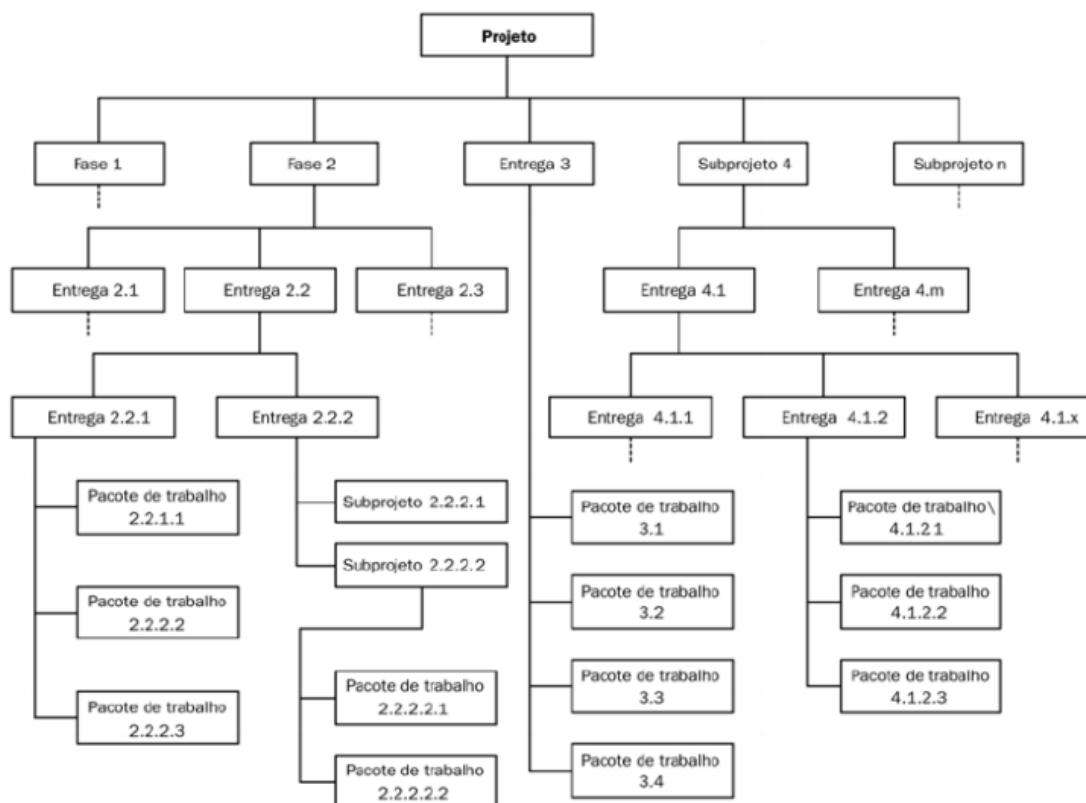 Projeto
Fase 1
Fase 2
Entrega 3
Subprojeto 4
Subprojeto n
Entrega 2.1
Entrega 2.2
Entrega 2.3
Entrega 4.1
Entrega 4.m
Entrega 2.2.1
Entrega 2.2.2
Entrega 4.1.1
Entrega 4.1.2
Entrega 4.1.x
Pacote de trabalho
2.2.1.1
Pacote de trabalho
2.2.2.2
Pacote de trabalho
2.2.2.3
Subprojeto 2.2.2.1
Subprojeto 2.2.2.2
Pacote de trabalho
2.2.2.2.1
Pacote de trabalho
2.2.2.2.2
Pacote de trabalho
3.1
Pacote de trabalho
3.2
Pacote de trabalho
3.3
Pacote de trabalho
3.4
Pacote de trabalho\
4.1.2.1
Pacote de trabalho
4.1.2.2
Pacote de trabalho
4.1.2.3